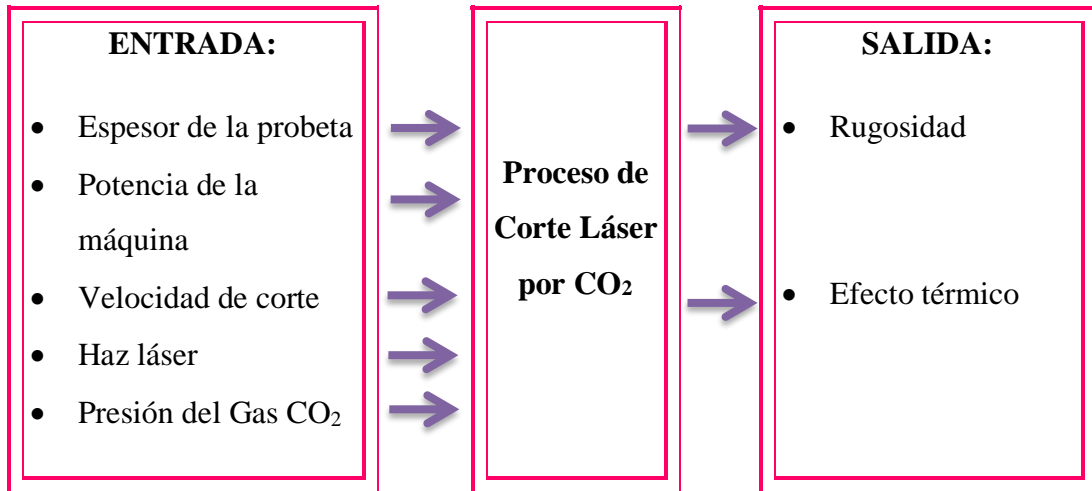 ENTRADA:
• Espesor de la probeta
• Potencia de la
máquina
• Velocidad de corte
• Haz láser
• Presión del Gas CO₂
Proceso de
Corte Láser
por CO₂
SALIDA:
• Rugosidad
• Efecto térmico